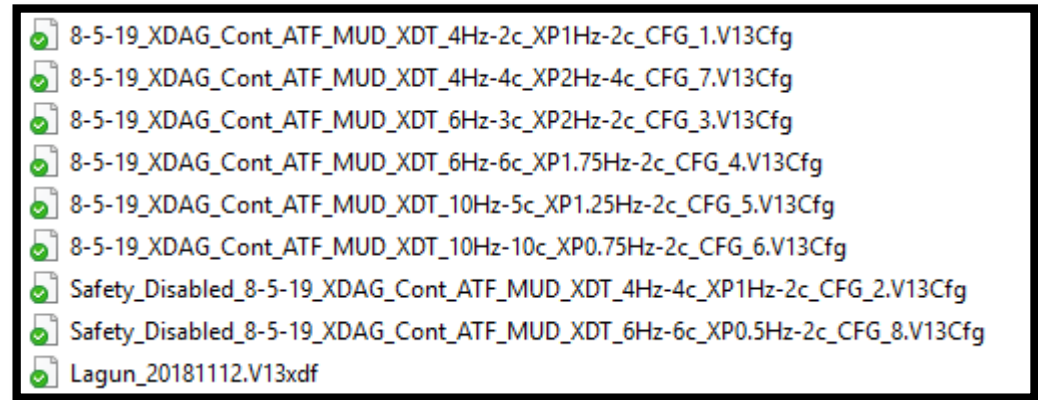 8-5-19_XDAG_Cont_ATF_MUD_XDT_4Hz-2c_XP1Hz-2c_CFG_1.V13Cfg
8-5-19_XDAG_Cont_ATF_MUD_XDT_4Hz-4c_XP2Hz-4c_CFG_7.V13Cfg
8-5-19_XDAG_Cont_ATF_MUD_XDT_6Hz-3c_XP2Hz-2c_CFG_3.V13Cfg
8-5-19_XDAG_Cont_ATF_MUD_XDT_6Hz-6c_XP1.75Hz-2c_CFG_4.V13Cfg
8-5-19_XDAG_Cont_ATF_MUD_XDT_10Hz-5c_XP1.25Hz-2c_CFG_5.V13Cfg
8-5-19_XDAG_Cont_ATF_MUD_XDT_10Hz-10c_XP0.75Hz-2c_CFG_6.V13Cfg
Safety_Disabled_8-5-19_XDAG_Cont_ATF_MUD_XDT_4Hz-4c_XP1Hz-2c_CFG_2.V13Cfg
Safety_Disabled_8-5-19_XDAG_Cont_ATF_MUD_XDT_6Hz-6c_XP0.5Hz-2c_CFG_8.V13Cfg
Lagun_20181112.V13xdf